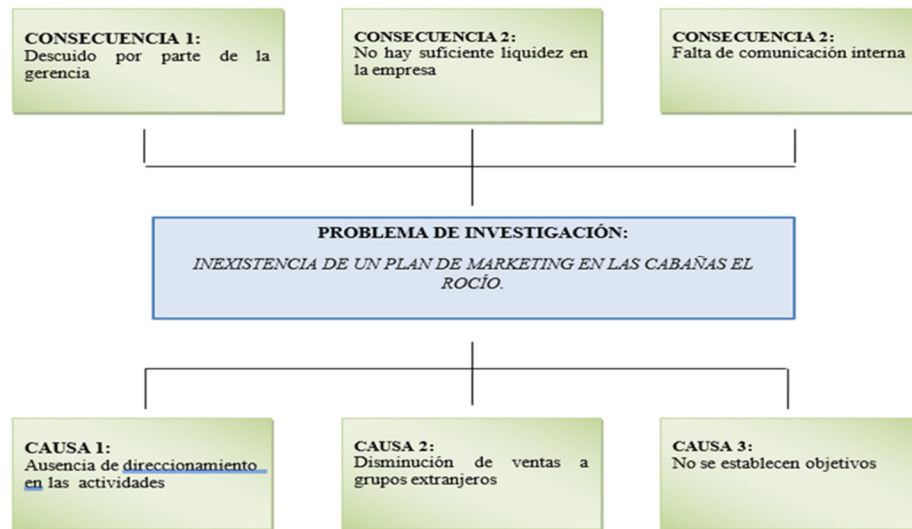 CONSECUENCIA 1:
Descuido por parte de la
gerencia
CONSECUENCIA 2:
No hay suficiente liquidez en
la empresa
CONSECUENCIA 2:
Falta de comunicación interna
PROBLEMA DE INVESTIGACIÓN:
INEXISTENCIA DE UN PLAN DE MARKETING EN LAS CABAÑAS EL
ROCÍO.
CAUSA 1:
Ausencia de direccionamiento
en las actividades
CAUSA 2:
Disminución de ventas a
grupos extranjeros
CAUSA 3:
No se establecen objetivos